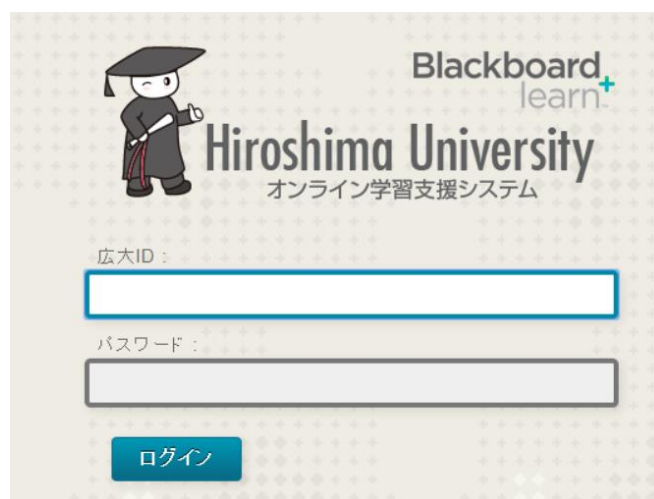 Blackboard
learn
Hiroshima University
オンライン学習支援システム
広大ID :
パスワード :
ログイン